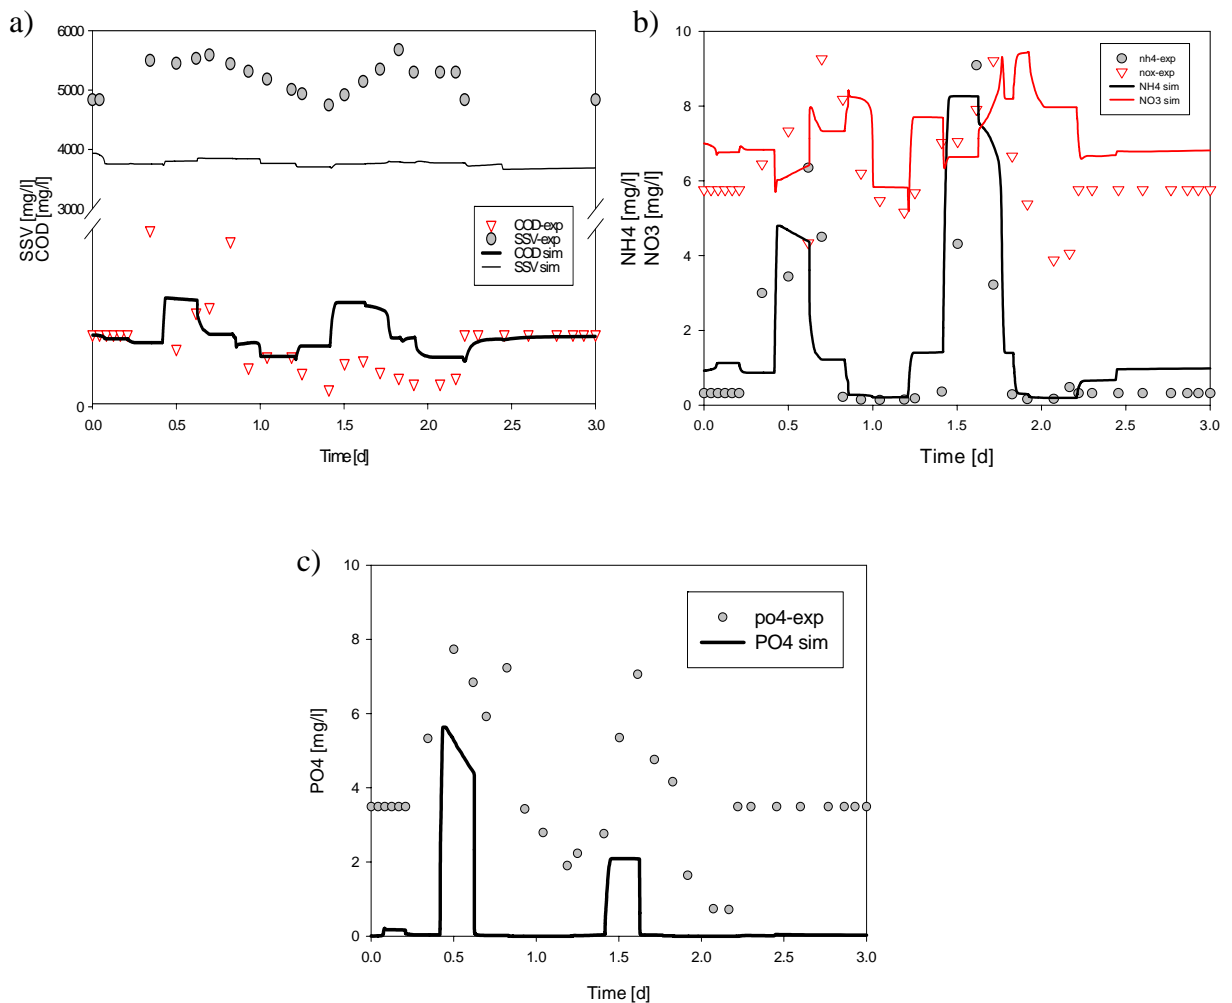 a)
6000
5000
4000
3000
0
SSV [mg/l]
COD [mg/l]
COD-exp
SSV-exp
COD sim
SSV sim
0.0 0.5 1.0 1.5 2.0 2.5 3.0
Time [d]
b)
10
8
6
4
2
0
NH4 [mg/l]
NO3 [mg/l]
nh4-exp
nox-exp
NH4 sim
NO3 sim
0.0 0.5 1.0 1.5 2.0 2.5 3.0
Time [d]
c)
10
8
6
4
2
0
PO4 [mg/l]
po4-exp
PO4 sim
0.0 0.5 1.0 1.5 2.0 2.5 3.0
Time [d]